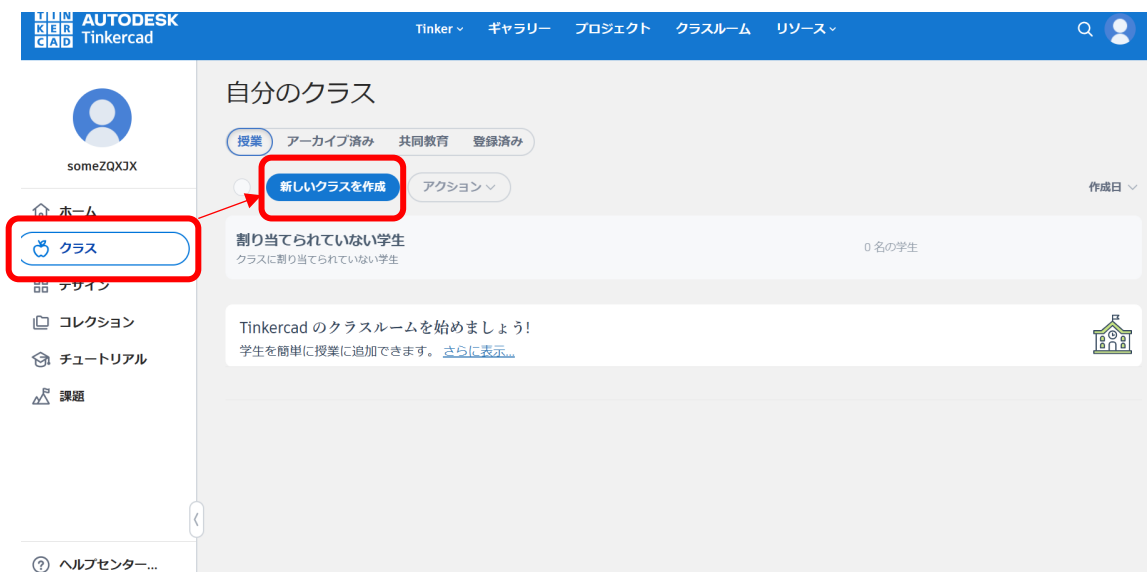 TIN
KER
CAD
AUTODESK
Tinkercad
Tinker ギャラリー プロジェクト クラスルーム リソース
someZQXJX
ホーム
クラス
デザイン
コレクション
チュートリアル
課題
ヘルプセンター...
自分のクラス
授業 アーカイブ済み 共同教育 登録済み
新しいクラスを作成 アクション 作成日
割り当てられていない学生 0 名の学生
クラスに割り当てられていない学生
Tinkercad のクラスルームを始めましょう!
学生を簡単に授業に追加できます。 さらに表示...